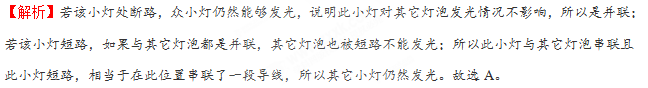 【解析】若该小灯处断路，众小灯仍然能够发光，说明此小灯对其它灯泡发光情况不影响，所以是并联；
若该小灯短路，如果与其它灯泡都是并联，其它灯泡也被短路不能发光；所以此小灯与其它灯泡串联且
此小灯短路，相当于在此位置串联了一段导线，所以其它小灯仍然发光。故选 A。